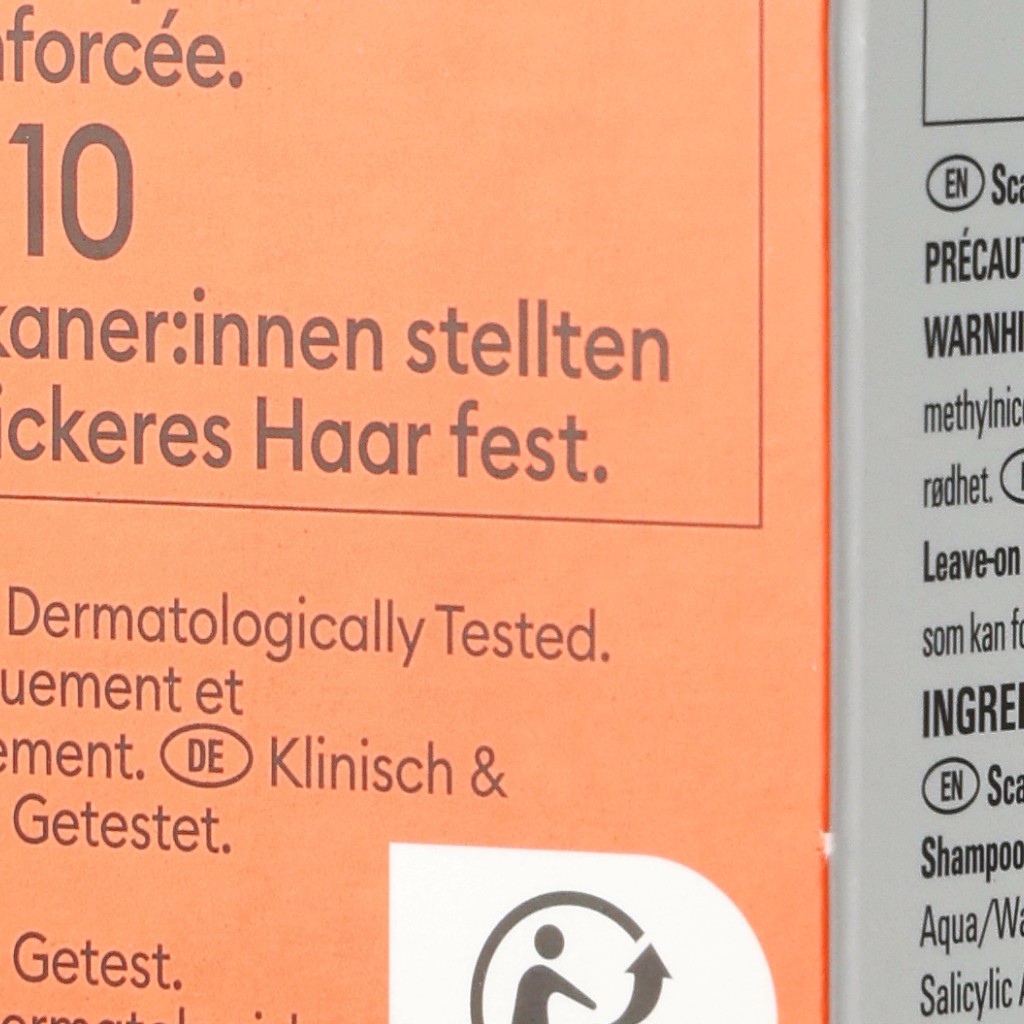 nforcée.
10
kaner:innen stellten
ickeres Haar fest.
Dermatologically Tested.
uement et
ement. DE Klinisch &
Getestet.
Getest.
EN Sca
PRÉCAUT
WARNHI
methylnic
rødhet.
Leave-on
som kan fo
INGRE
EN Sca
Shampoo
Aqua/Wa
Salicylic A